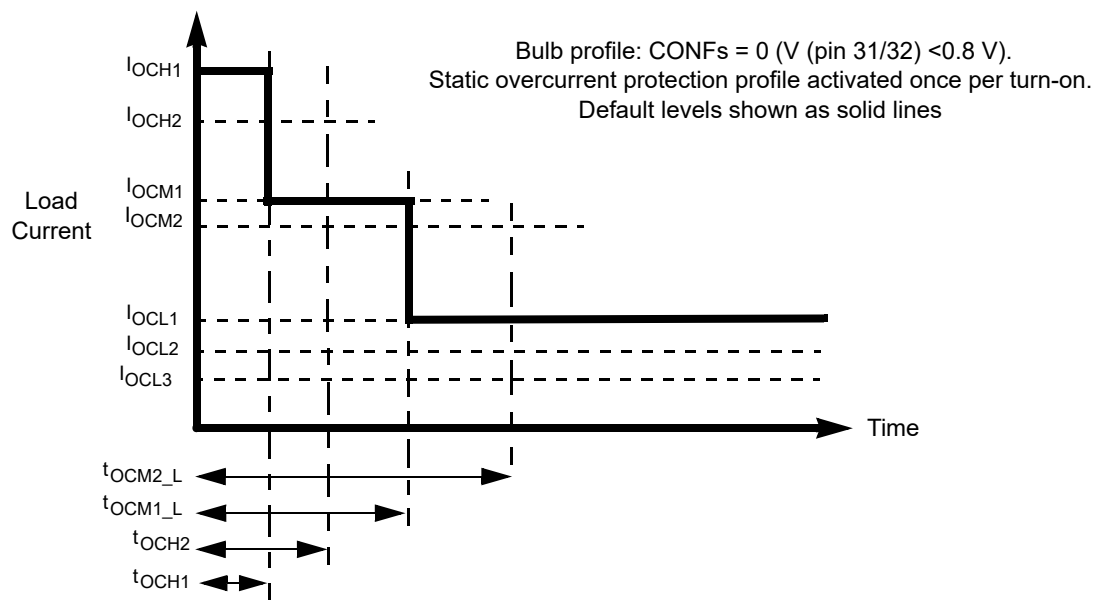 Bulb profile: CONFs = 0 (V (pin 31/32) <0.8 V).
Static overcurrent protection profile activated once per turn-on.
Default levels shown as solid lines
IOCH1
IOCH2
IOCM1
IOCM2
Load
Current
IOCL1
IOCL2
IOCL3
Time
tOCM2_L
tOCM1_L
tOCH2
tOCH1